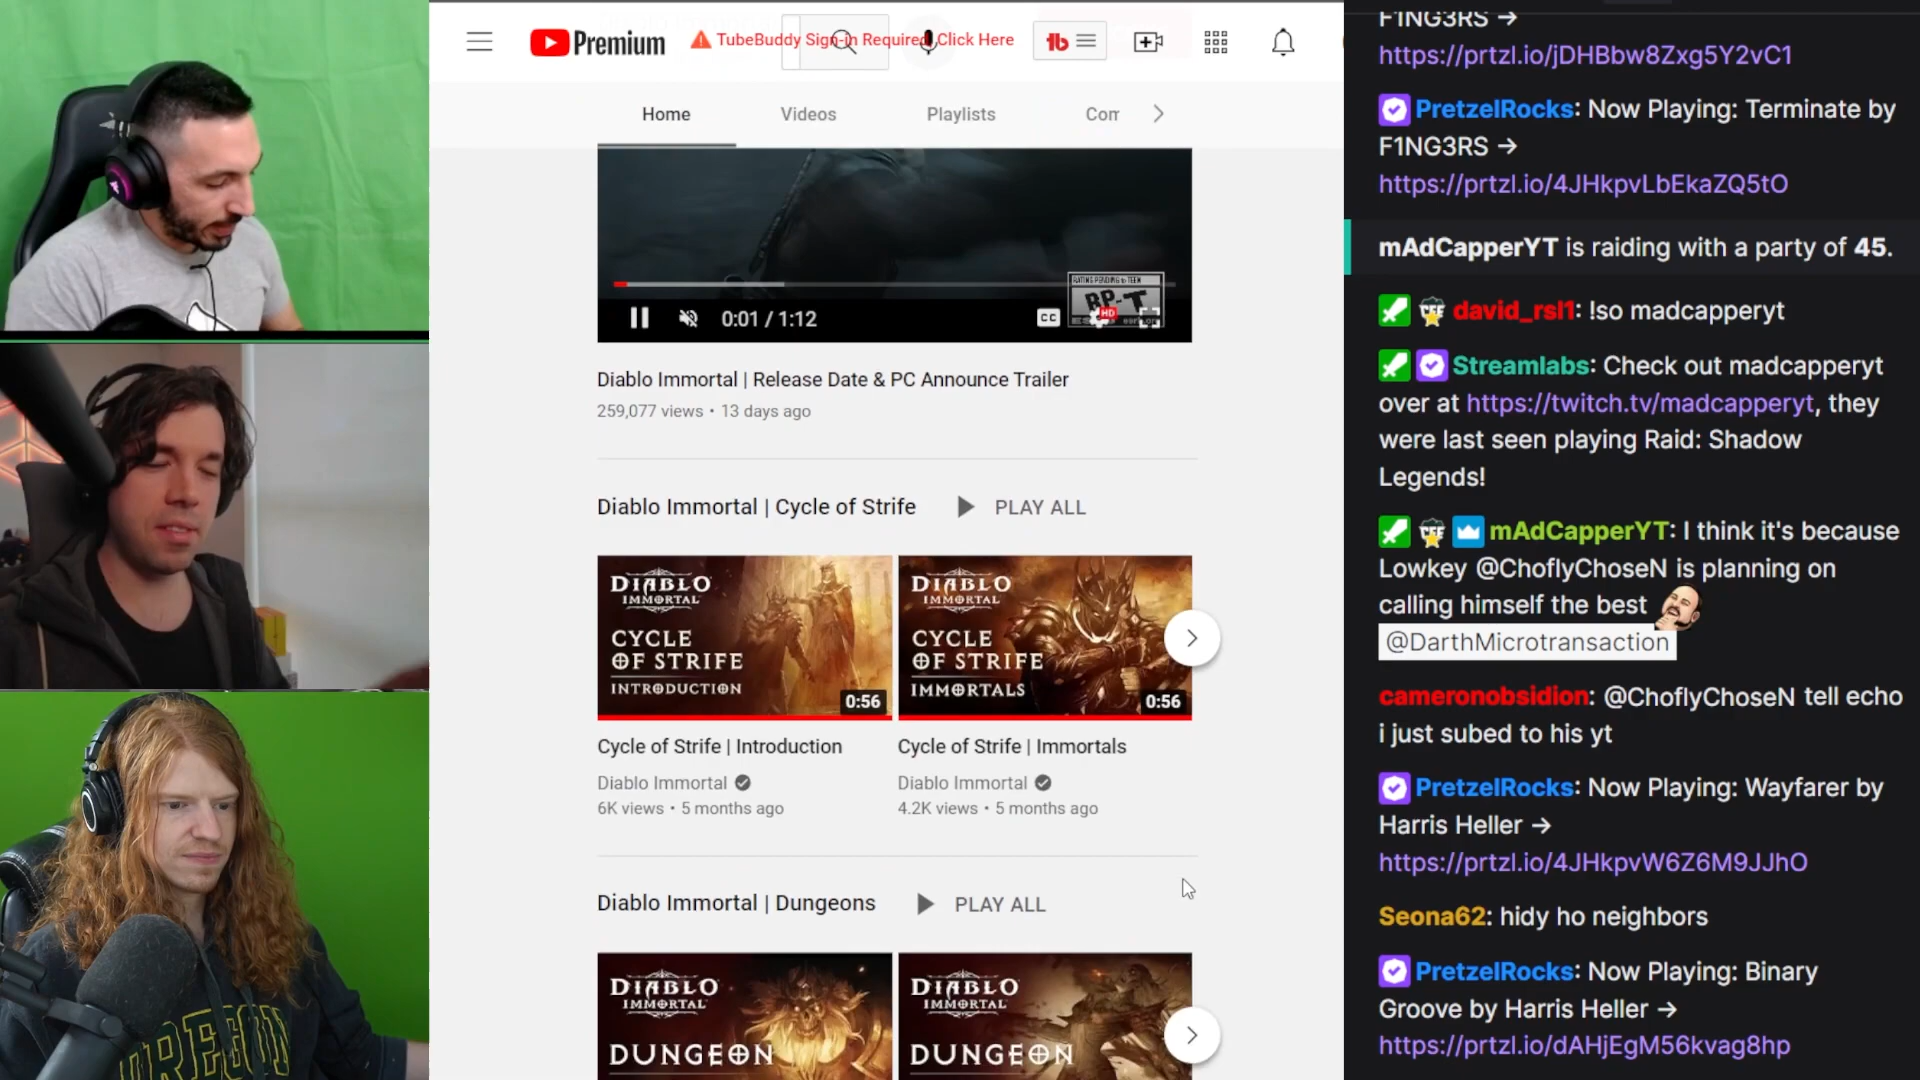 Premium
TubeBuddy Sign-in Required Click Here
Home
Videos
Playlists
Com
RATING PENDING to TEEN
RP-T
0:01 / 1:12
CC
HD
Diablo Immortal | Release Date & PC Announce Trailer
259,077 views • 13 days ago
Diablo Immortal | Cycle of Strife
PLAY ALL
DIABLO
IMMORTAL
CYCLE
OF STRIFE
INTRODUCTION
0:56
DIABLO
IMMORTAL
CYCLE
OF STRIFE
IMMORTALS
0:56
Cycle of Strife | Introduction
Diablo Immortal
6K views • 5 months ago
Cycle of Strife | Immortals
Diablo Immortal
4.2K views • 5 months ago
Diablo Immortal | Dungeons
PLAY ALL
DIABLO
IMMORTAL
DUNGEON
DIABLO
IMMORTAL
DUNGEON
OREGON
F1NG3RS →
https://prtzl.io/jDHBbw8Zxg5Y2vC1
PretzelRocks: Now Playing: Terminate by
F1NG3RS →
https://prtzl.io/4JHkpvLbEkaZQ5tO
mAdCapperYT is raiding with a party of 45.
david_rsl1: !so madcapperyt
Streamlabs: Check out madcapperyt
over at https://twitch.tv/madcapperyt, they
were last seen playing Raid: Shadow
Legends!
mAdCapperYT: I think it's because
Lowkey @ChoflyChoseN is planning on
calling himself the best
@DarthMicrotransaction
cameronobsidion: @ChoflyChoseN tell echo
i just subed to his yt
PretzelRocks: Now Playing: Wayfarer by
Harris Heller →
https://prtzl.io/4JHkpvW6Z6M9JJhO
Seona62: hidy ho neighbors
PretzelRocks: Now Playing: Binary
Groove by Harris Heller →
https://prtzl.io/dAHjEgM56kvag8hp